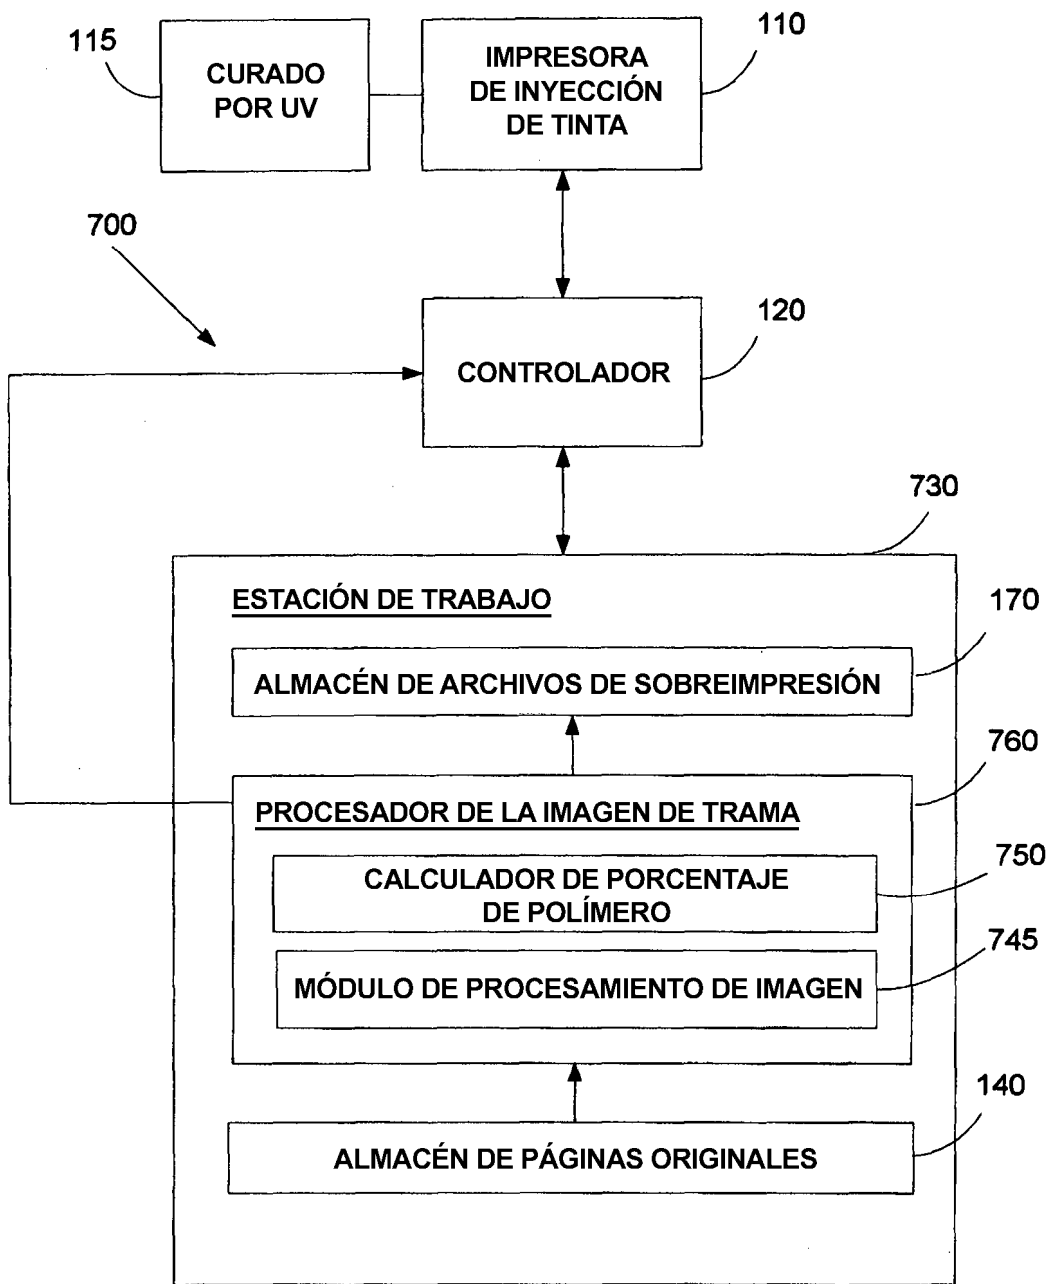 115
CURADO
POR UV
IMPRESORA
DE INYECCIÓN
DE TINTA
110
700
120
CONTROLADOR
730
ESTACIÓN DE TRABAJO
170
ALMACÉN DE ARCHIVOS DE SOBREIMPRESIÓN
760
PROCESADOR DE LA IMAGEN DE TRAMA
750
CALCULADOR DE PORCENTAJE
DE POLÍMERO
745
MÓDULO DE PROCESAMIENTO DE IMAGEN
140
ALMACÉN DE PÁGINAS ORIGINALES